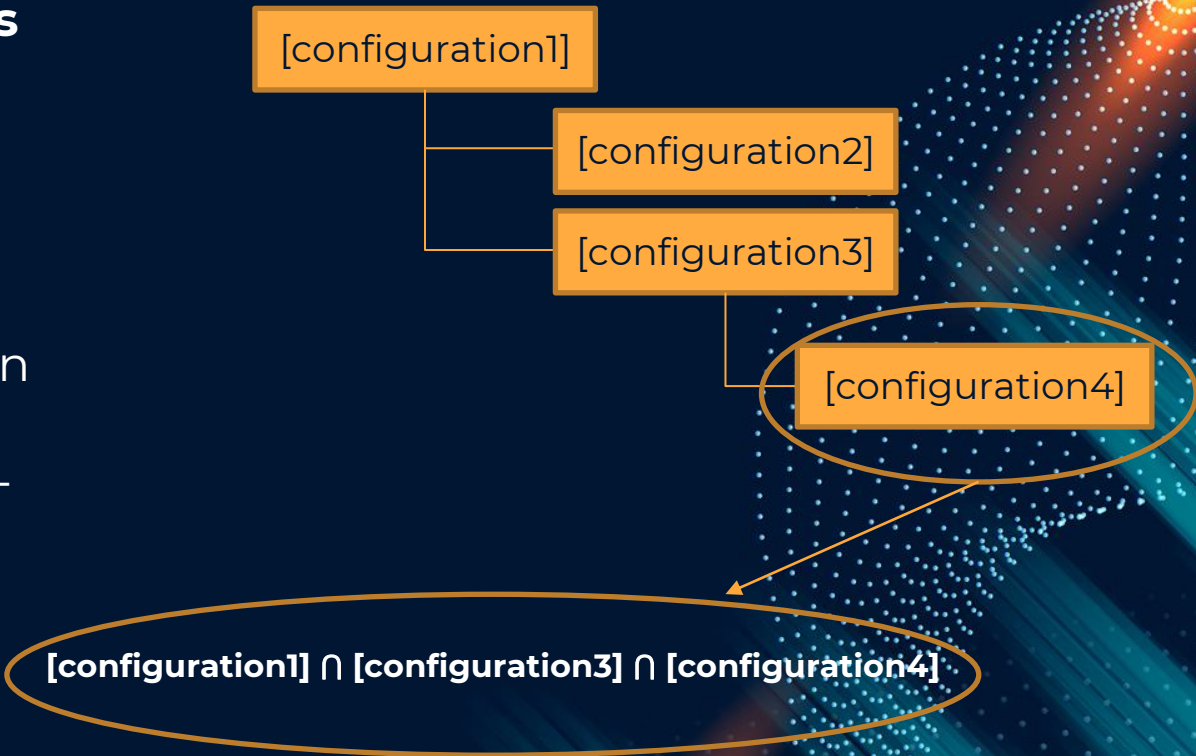 s
[configuration1]
[configuration2]
[configuration3]
n
[configuration4]
–
[configuration1] ∩ [configuration3] ∩ [configuration4]